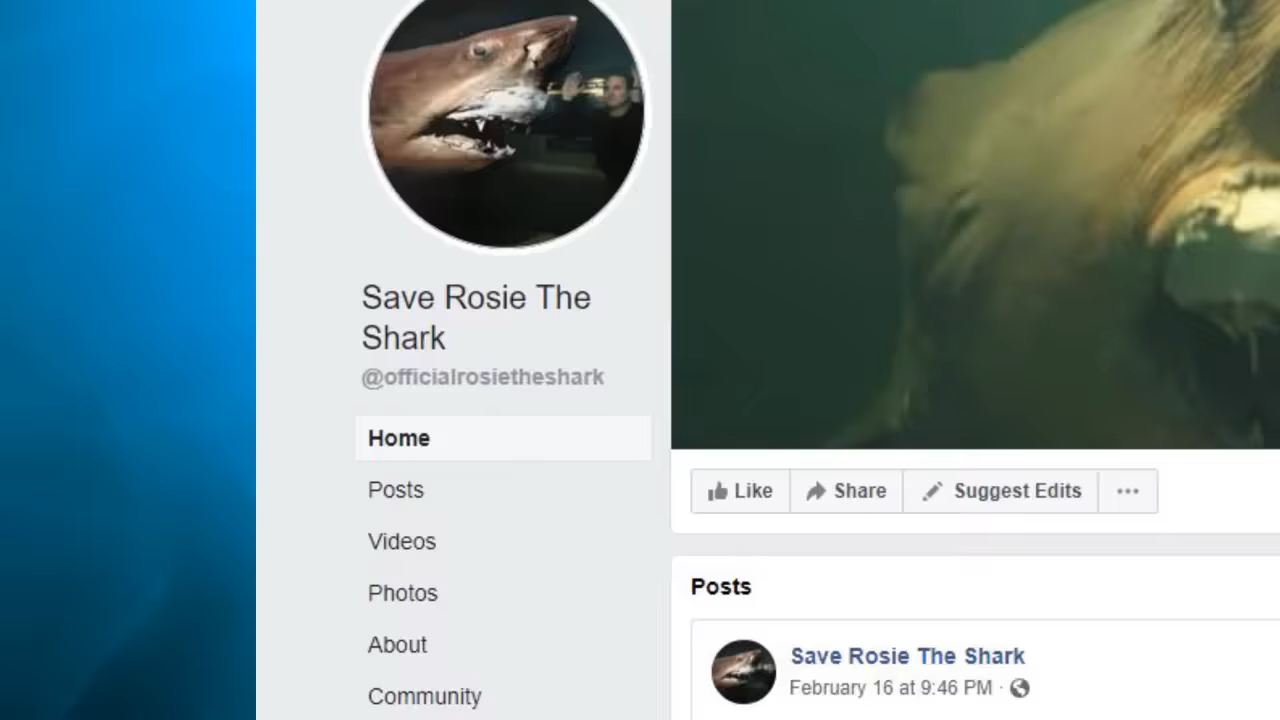 Save Rosie The
Shark
@officialrosietheshark
Home
Posts
Videos
Photos
About
Community
Like
Share
Suggest Edits
Posts
Save Rosie The Shark
February 16 at 9:46 PM ·